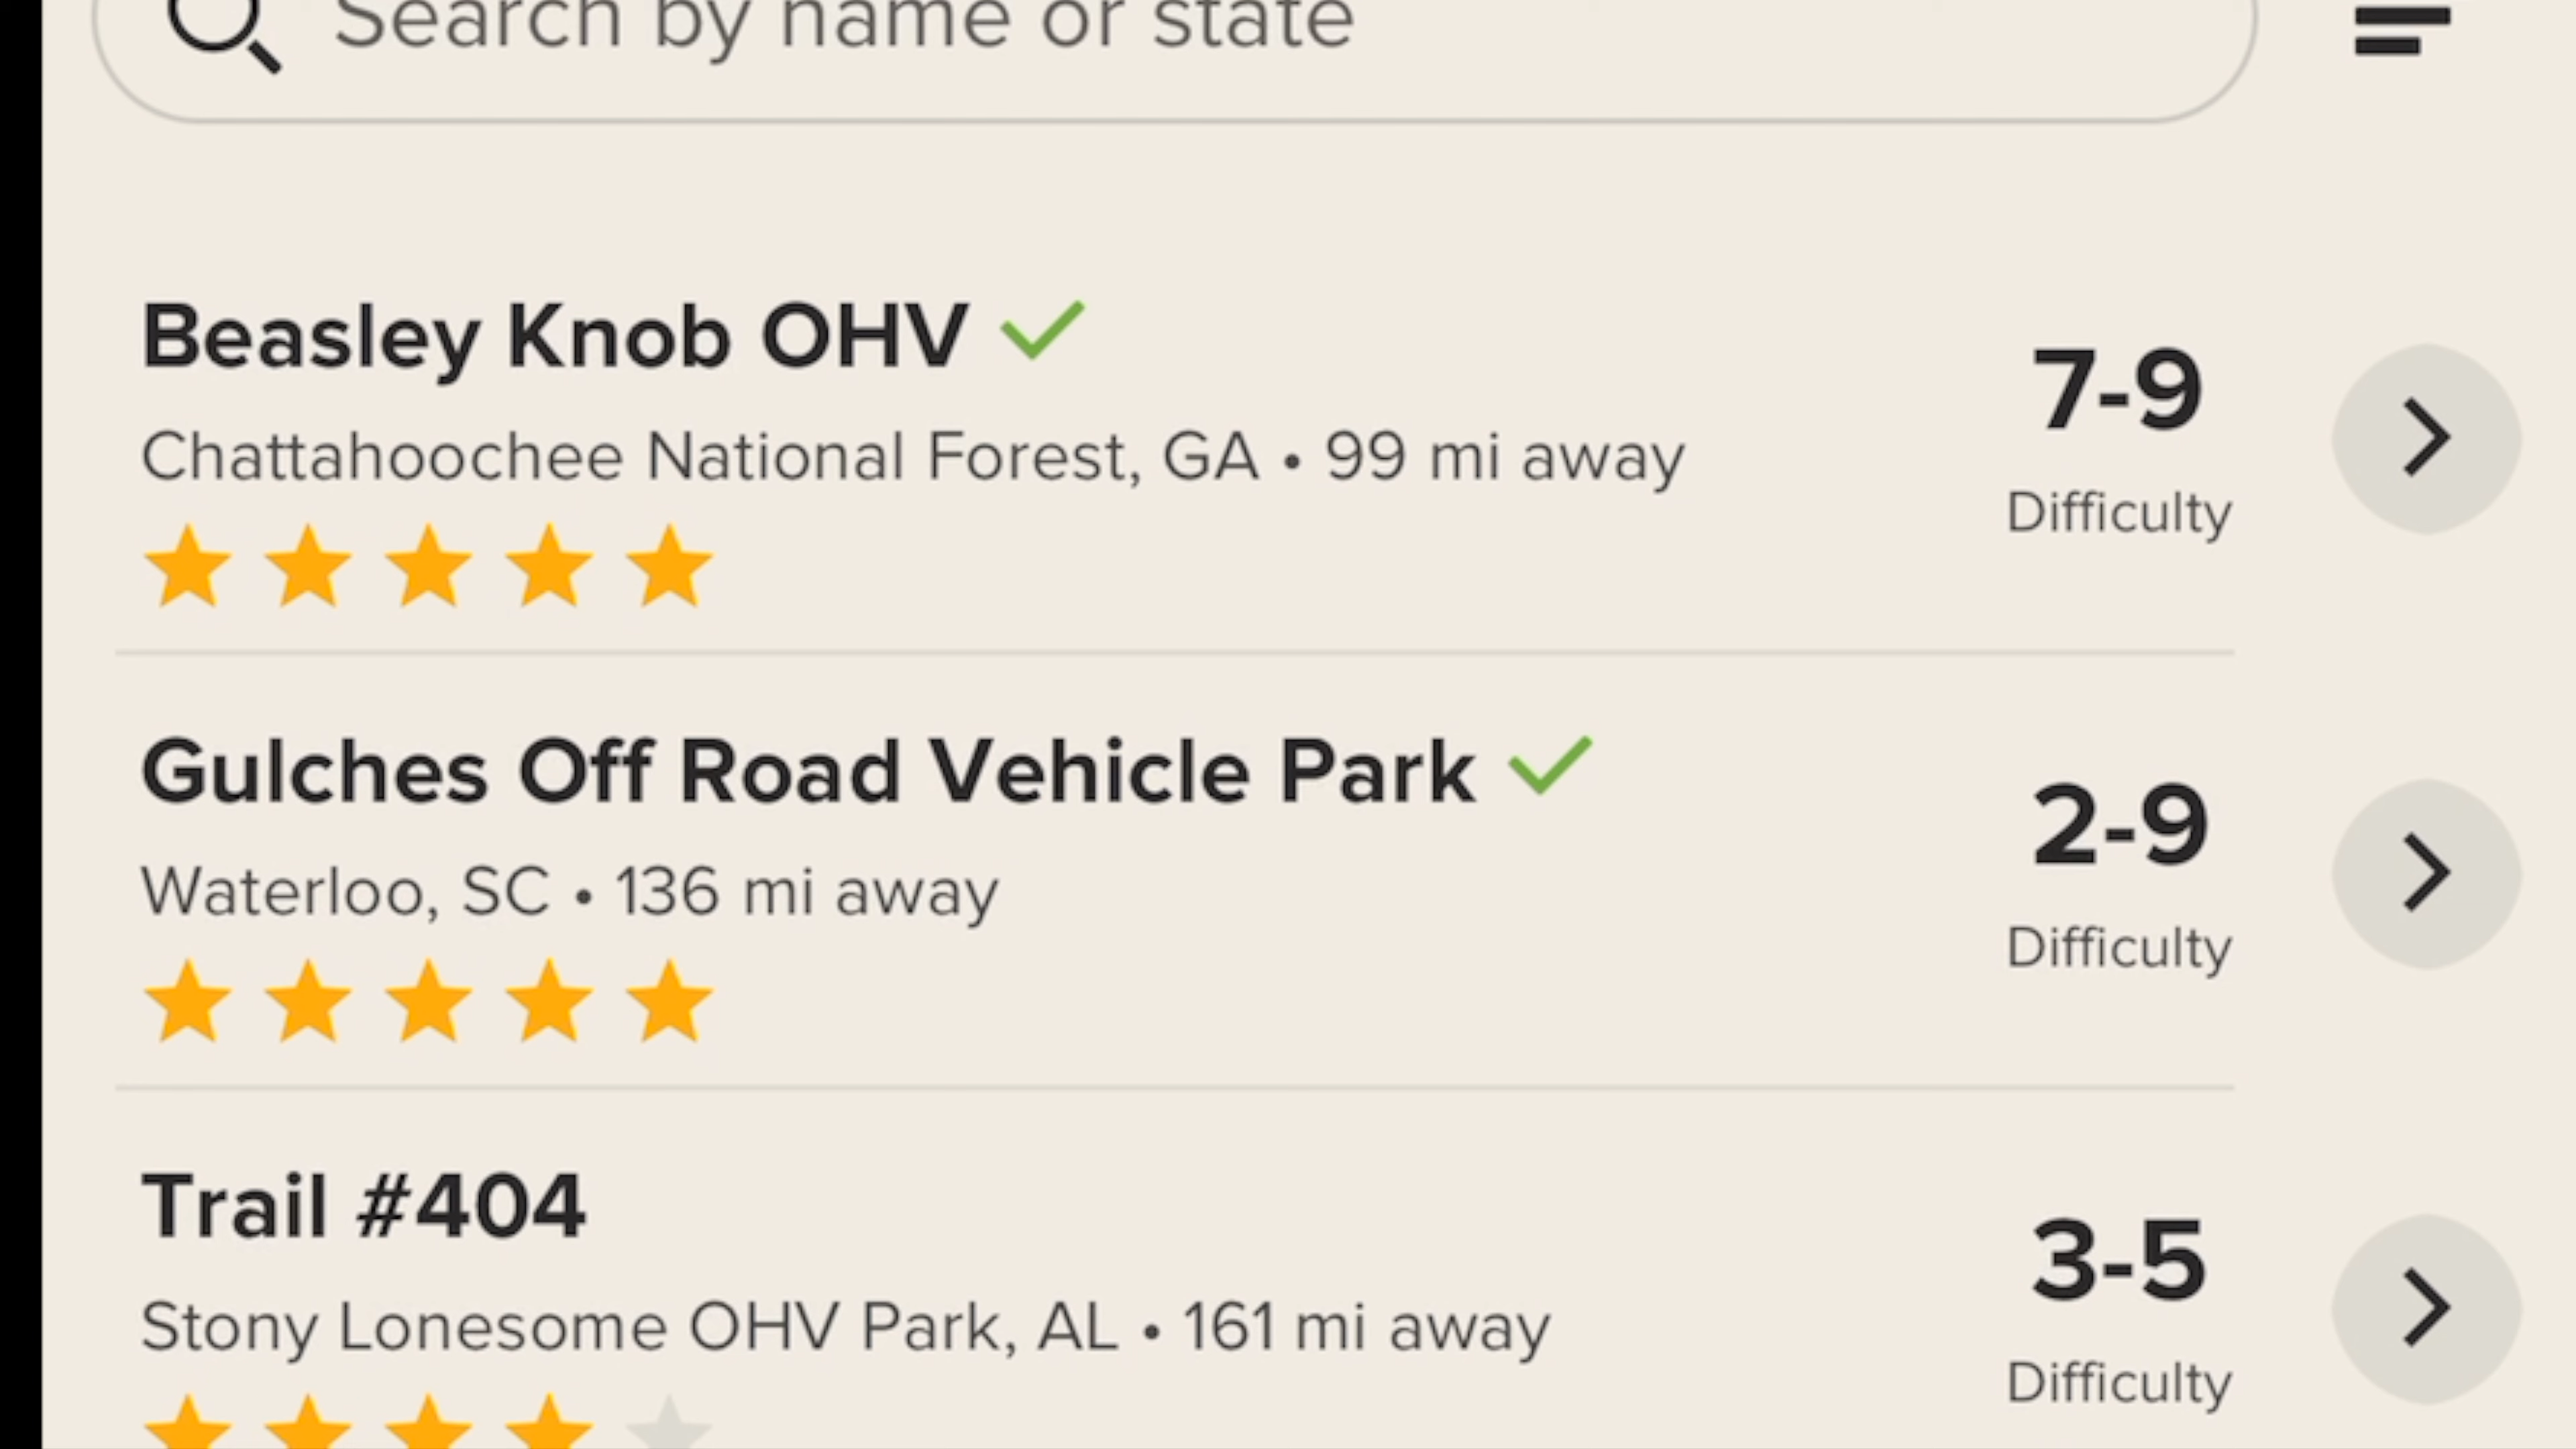 Search by name or state
Beasley Knob OHV
Chattahoochee National Forest, GA • 99 mi away
7-9
Difficulty
Gulches Off Road Vehicle Park
Waterloo, SC • 136 mi away
2-9
Difficulty
Trail #404
Stony Lonesome OHV Park, AL • 161 mi away
3-5
Difficulty